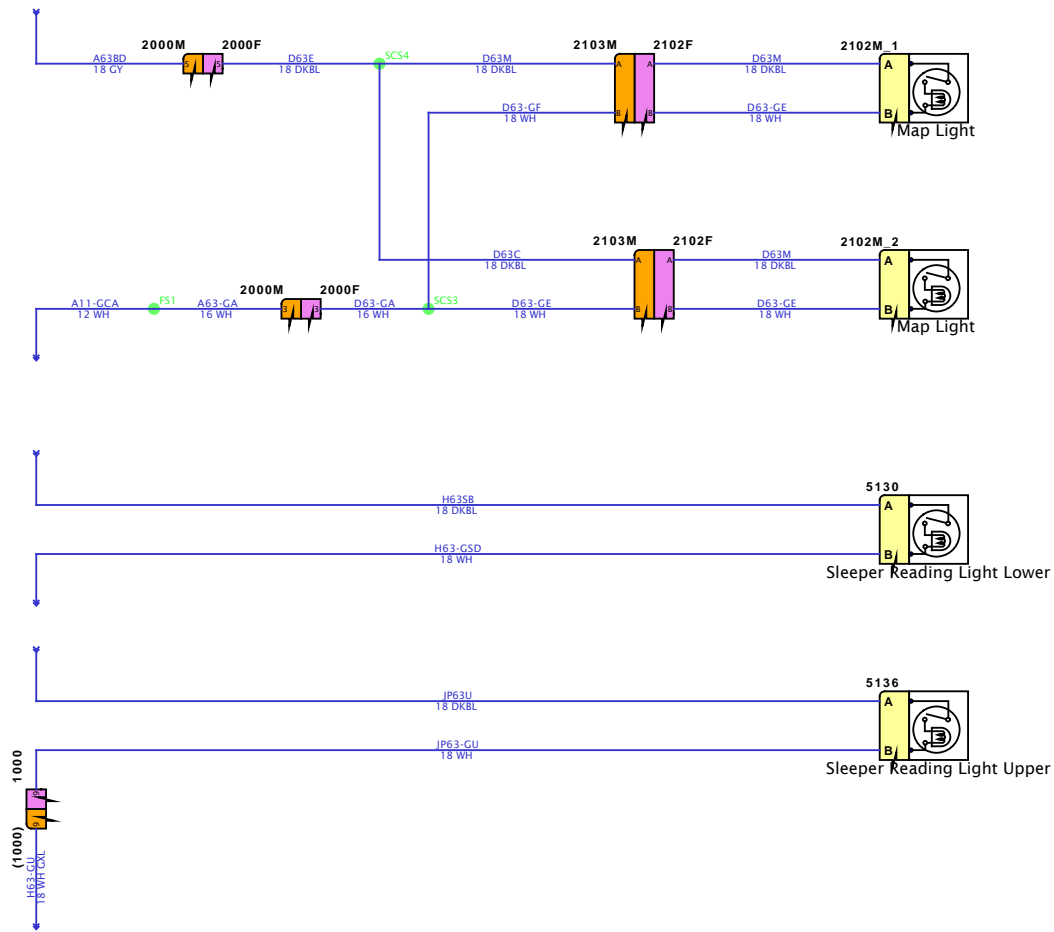 2000M 2000F
A63BD
18 GY
5 5
D63E
18 DKBL
SCS4
D63M
18 DKBL
2103M 2102F
A A
B B
D63M
18 DKBL
2102M_1
A
B
D63-GF
18 WH
D63-GE
18 WH
Map Light
2103M 2102F
D63C
18 DKBL
A A
B B
D63M
18 DKBL
2102M_2
A
B
A11-GCA
12 WH
FS1
A63-GA
16 WH
2000M 2000F
3 3
D63-GA
16 WH
SCS3
D63-GE
18 WH
D63-GE
18 WH
Map Light
H63SB
18 DKBL
5130
A
B
H63-GSD
18 WH
Sleeper Reading Light Lower
JP63U
18 DKBL
5136
A
B
JP63-GU
18 WH
Sleeper Reading Light Upper
1000
9
9
(1000)
H63-GU
18 WH GXL